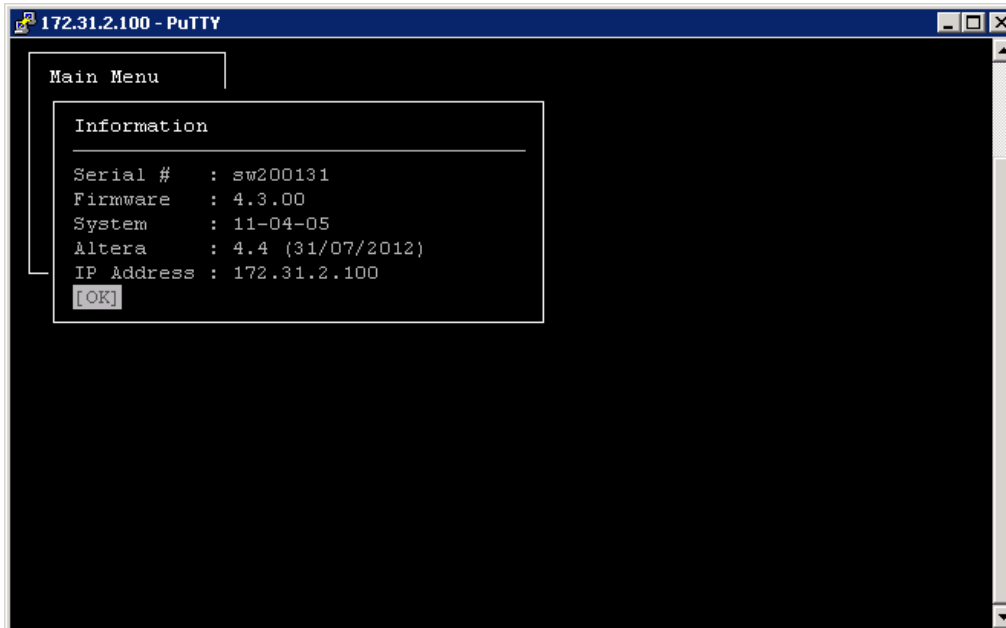 172.31.2.100 - PuTTY
Main Menu
Information
Serial # : sw200131
Firmware : 4.3.00
System : 11-04-05
Altera : 4.4 (31/07/2012)
IP Address : 172.31.2.100
[OK]